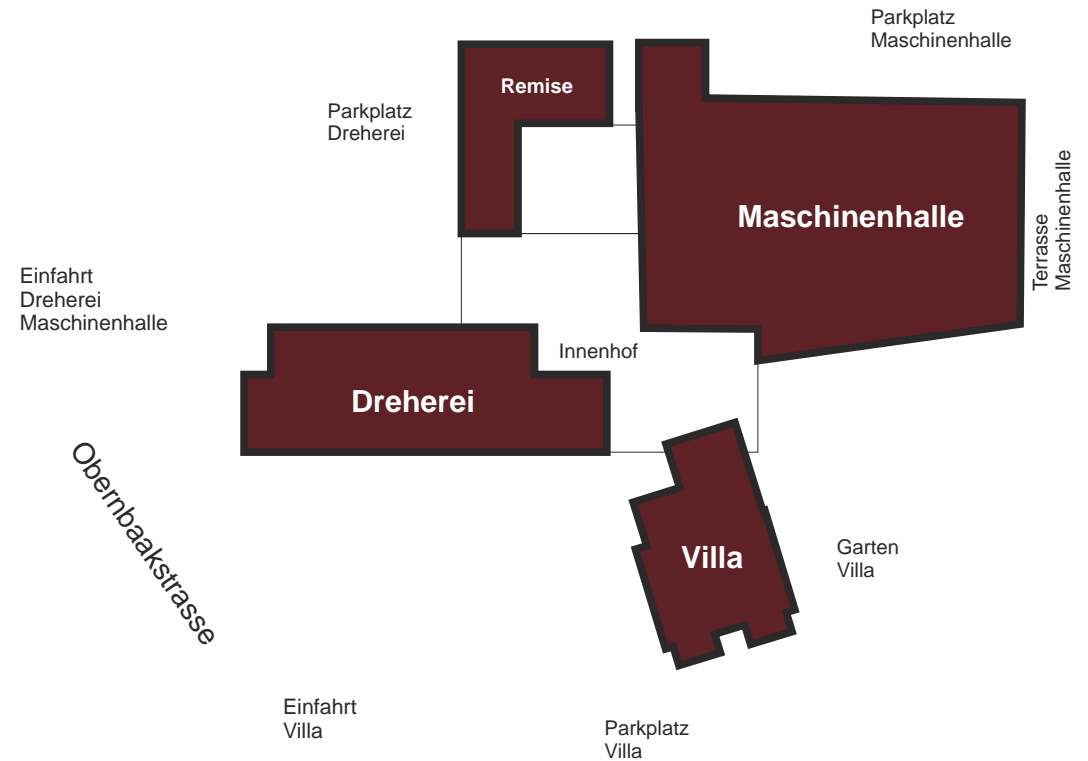 Parkplatz
Maschinenhalle
Remise
Parkplatz
Dreherei
Maschinenhalle
Terrasse
Maschinenhalle
Einfahrt
Dreherei
Maschinenhalle
Innenhof
Dreherei
Obernbaakstrasse
Villa
Garten
Villa
Einfahrt
Villa
Parkplatz
Villa